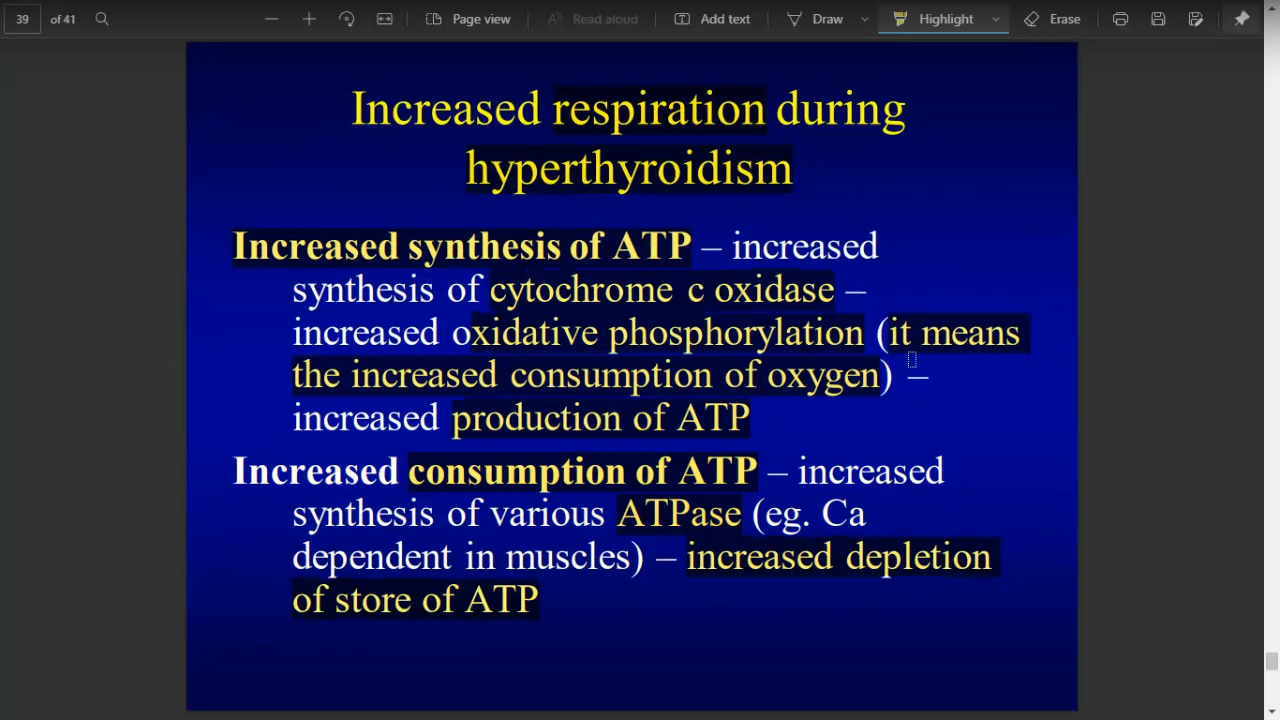 39 of 41 Page view Read aloud Add text Draw Highlight Erase
Increased respiration during
hyperthyroidism
Increased synthesis of ATP – increased
synthesis of cytochrome c oxidase –
increased oxidative phosphorylation (it means
the increased consumption of oxygen) –
increased production of ATP
Increased consumption of ATP – increased
synthesis of various ATPase (eg. Ca
dependent in muscles) – increased depletion
of store of ATP